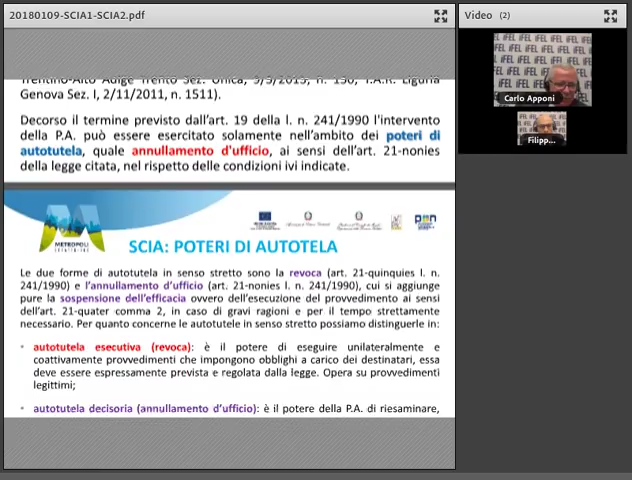 20180109-SCIA1-SCIA2.pdf
Video (2)
Trentino-Alto Adige Trento Sez. Unica, n. T.A.R. Liguria
Genova Sez. I, 2/11/2011, n. 1511).
Decorso il termine previsto dall'art. 19 della l. n. 241/1990 l'intervento
della P.A. può essere esercitato solamente nell'ambito dei poteri di
autotutela, quale annullamento d'ufficio, ai sensi dell'art. 21-nonies
della legge citata, nel rispetto delle condizioni ivi indicate.
iFEL
Carlo Apponi
Filipp...
METROPOLI
pon
SCIA: POTERI DI AUTOTELA
Le due forme di autotutela in senso stretto sono la revoca (art. 21-quinquies l. n.
241/1990) e l'annullamento d'ufficio (art. 21-nonies l. n. 241/1990), cui si aggiunge
pure la sospensione dell'efficacia ovvero dell'esecuzione del provvedimento ai sensi
dell'art. 21-quater comma 2, in caso di gravi ragioni e per il tempo strettamente
necessario. Per quanto concerne le autotutele in senso stretto possiamo distinguerle in:
• autotutela esecutiva (revoca): è il potere di eseguire unilateralmente e
coattivamente provvedimenti che impongono obblighi a carico dei destinatari, essa
deve essere espressamente prevista e regolata dalla legge. Opera su provvedimenti
legittimi;
• autotutela decisoria (annullamento d'ufficio): è il potere della P.A. di riesaminare,